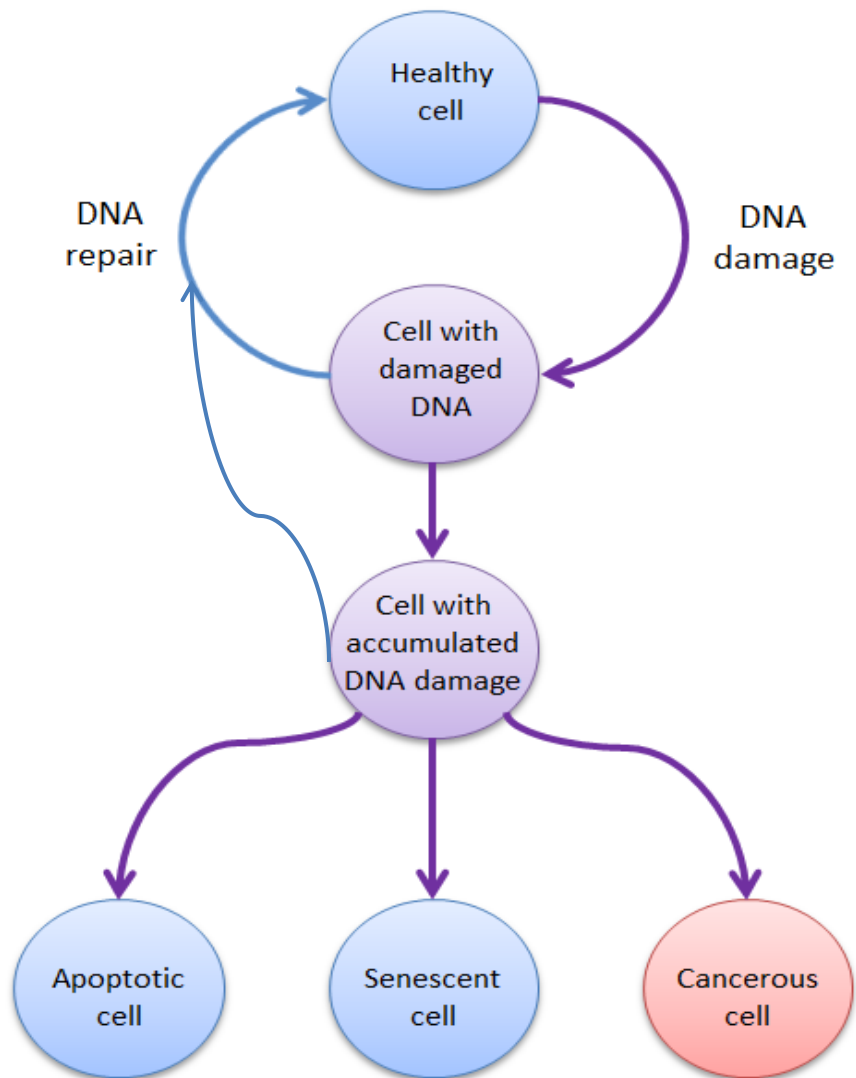 Healthy
cell
DNA
repair
DNA
damage
Cell with
damaged
DNA
Cell with
accumulated
DNA damage
Apoptotic
cell
Senescent
cell
Cancerous
cell